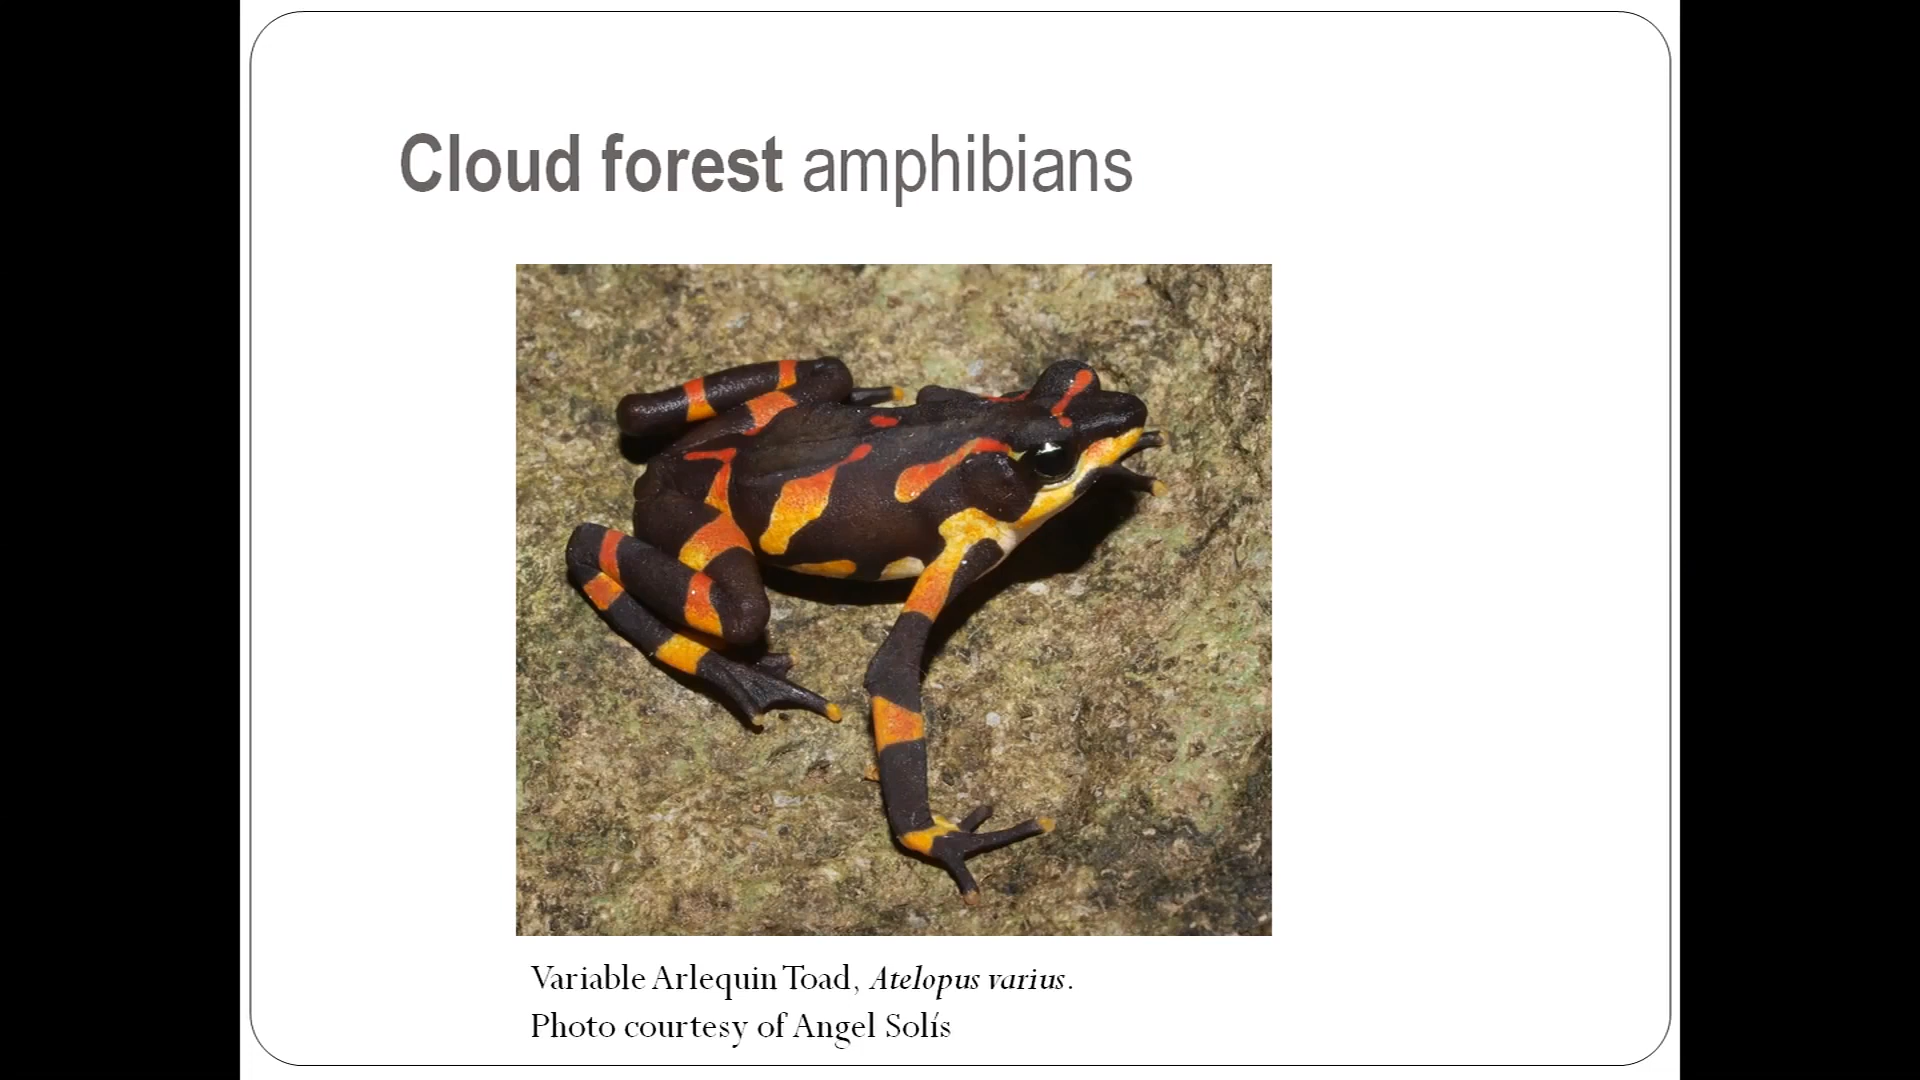 Cloud forest amphibians
Variable Arlequin Toad, Atelopus varius.
Photo courtesy of Angel Solís